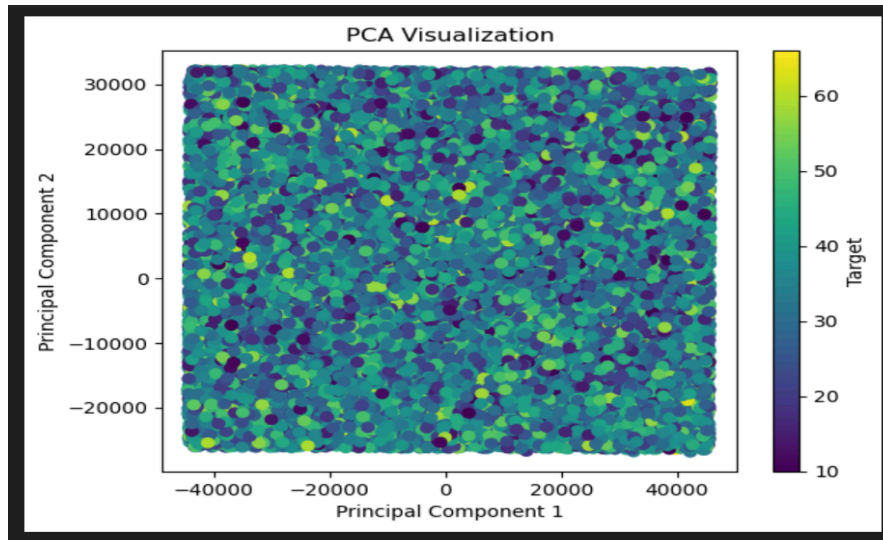 PCA Visualization
30000
20000
10000
0
−10000
−20000
Principal Component 2
−40000 −20000 0 20000 40000
Principal Component 1
60
50
40
30
20
10
Target